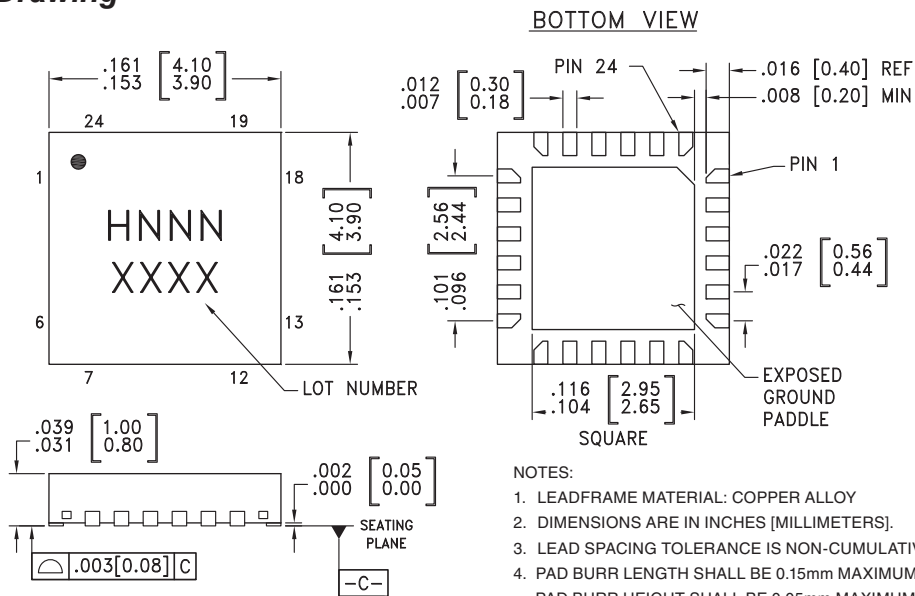 BOTTOM VIEW
.161 [4.10]
.153 [3.90]
24 19
1 18
HNNN
XXXX
6 13
7 12
LOT NUMBER
[4.10]
[3.90]
.161
.153
.012 [0.30]
.007 [0.18]
PIN 24
.016 [0.40] REF
.008 [0.20] MIN
PIN 1
[2.56]
[2.44]
.101
.096
.022 [0.56]
.017 [0.44]
.116 [2.95]
.104 [2.65]
SQUARE
EXPOSED
GROUND
PADDLE
.039 [1.00]
.031 [0.80]
.002 [0.05]
.000 [0.00]
SEATING
PLANE
.003[0.08] C
-C-
NOTES:
1. LEADFRAME MATERIAL: COPPER ALLOY
2. DIMENSIONS ARE IN INCHES [MILLIMETERS].
3. LEAD SPACING TOLERANCE IS NON-CUMULATIV
4. PAD BURR LENGTH SHALL BE 0.15mm MAXIMUM